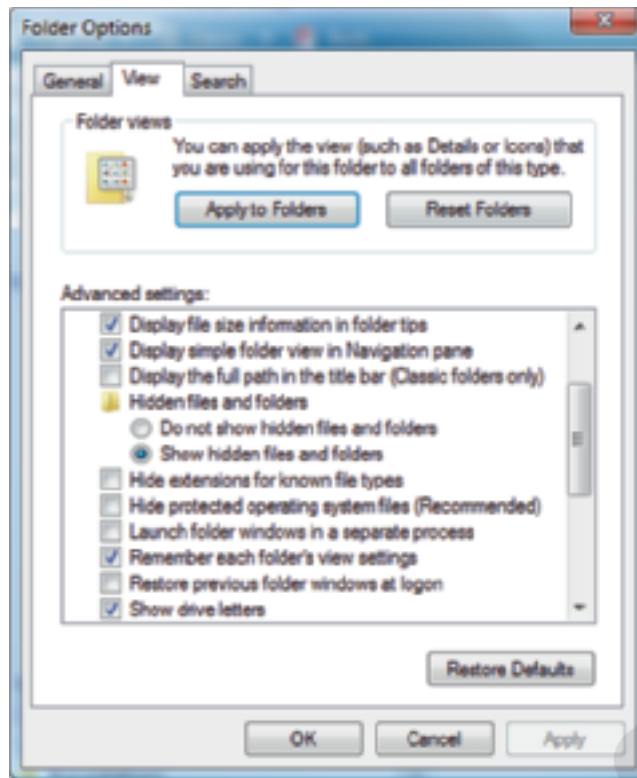 Folder Options
General View Search
Folder views
You can apply the view (such as Details or Icons) that
you are using for this folder to all folders of this type.
Apply to Folders Reset Folders
Advanced settings:
Display file size information in folder tips
Display simple folder view in Navigation pane
Display the full path in the title bar (Classic folders only)
Hidden files and folders
Do not show hidden files and folders
Show hidden files and folders
Hide extensions for known file types
Hide protected operating system files (Recommended)
Launch folder windows in a separate process
Remember each folder's view settings
Restore previous folder windows at logon
Show drive letters
Restore Defaults
OK Cancel Apply